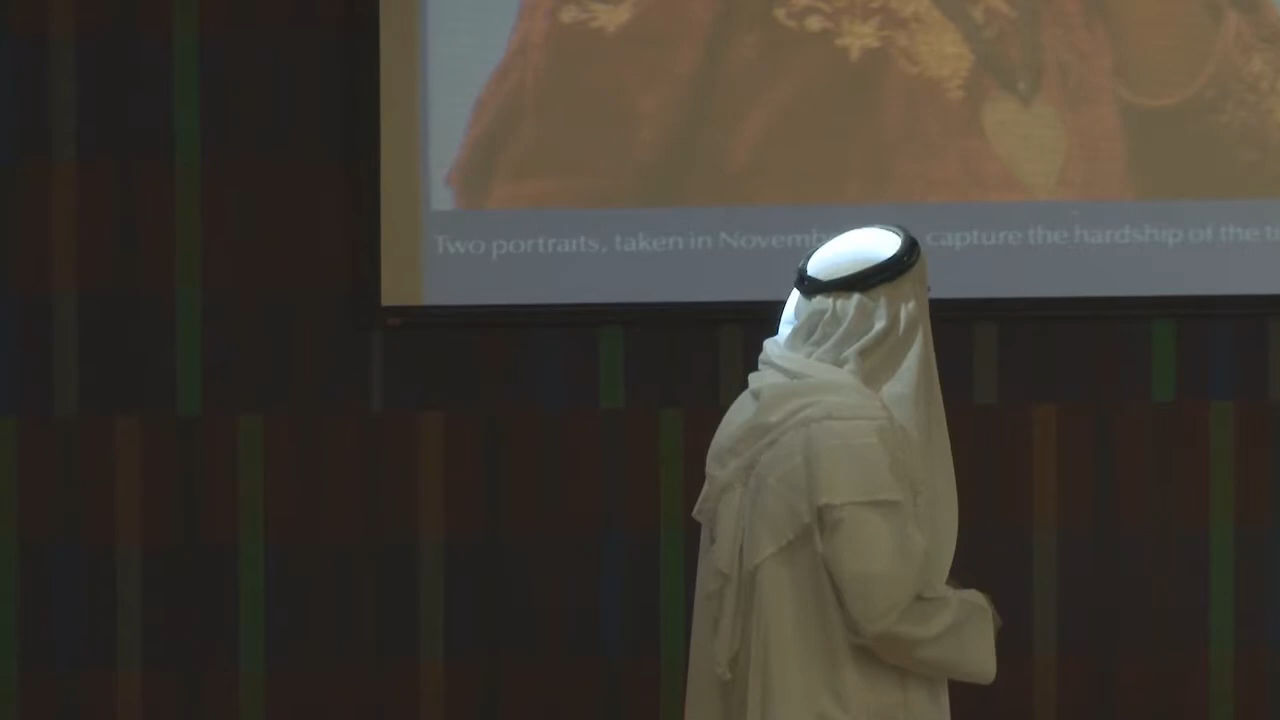 Two portraits, taken in Novemb capture the hardship of the